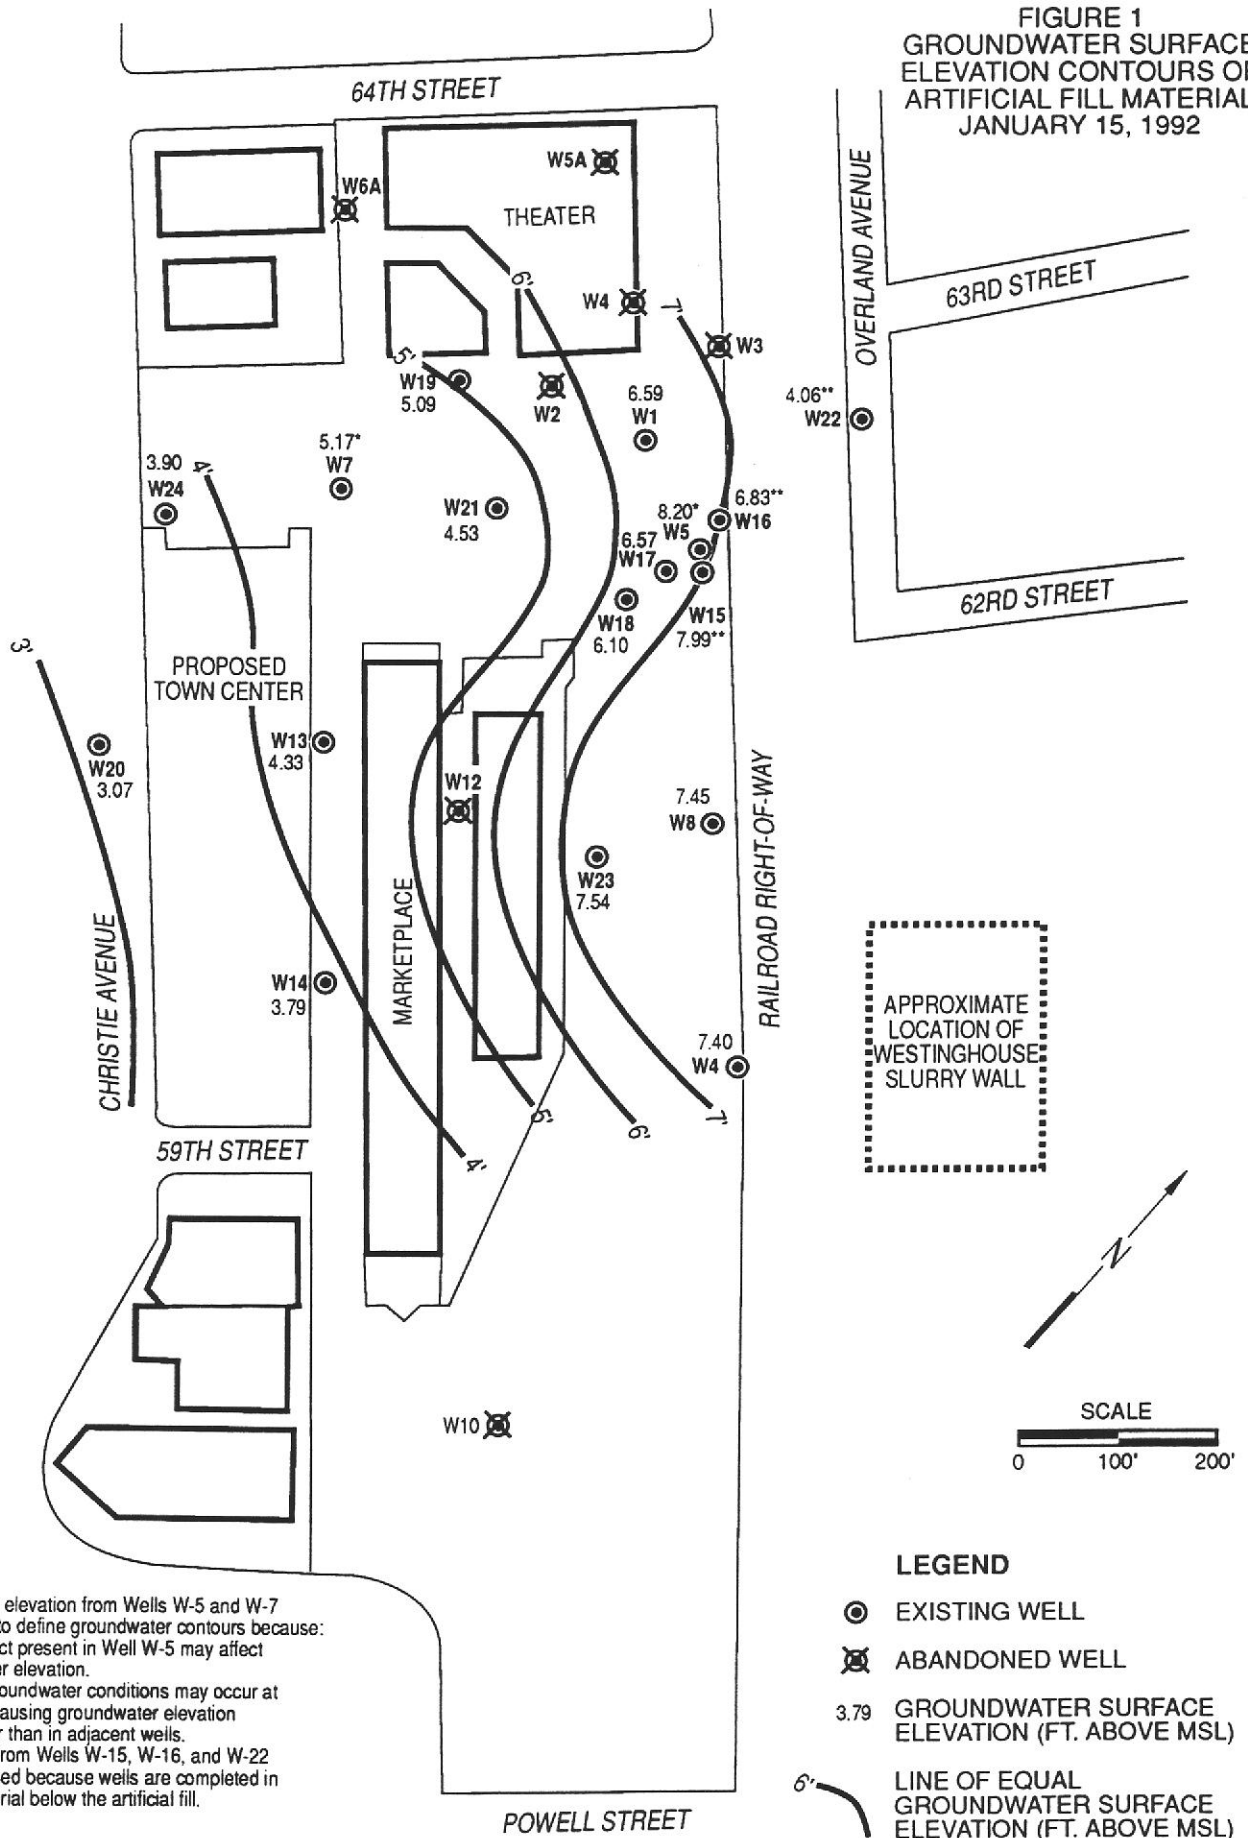 FIGURE 1
GROUNDWATER SURFACE
ELEVATION CONTOURS
ARTIFICIAL FILL MATERIAL
JANUARY 15, 1992
64TH STREET
W5A
W6A
THEATER
OVERLAND AVENUE
63RD STREET
6'
W4
7'
W3
5'
W19
5.09
W2
6.59
W1
4.06**
W22
5.17*
W7
3.90
W24
4'
W21
4.53
8.20*
W5
6.83**
W16
6.57
W17
W18
6.10
W15
7.99**
62RD STREET
3'
PROPOSED
TOWN CENTER
W13
4.33
W20
3.07
W12
7.45
W8
W23
7.54
RAILROAD RIGHT-OF-WAY
MARKETPLACE
CHRISTIE AVENUE
W14
3.79
APPROXIMATE
LOCATION OF
WESTINGHOUSE
SLURRY WALL
7.40
W4
5'
6'
7'
4'
59TH STREET
N
W10
SCALE
0 100' 200'
elevation from Wells W-5 and W-7
to define groundwater contours because:
present in Well W-5 may affect
elevation.
groundwater conditions may occur at
causing groundwater elevation
than in adjacent wells.
from Wells W-15, W-16, and W-22
because wells are completed in
below the artificial fill.
LEGEND
EXISTING WELL
ABANDONED WELL
3.79 GROUNDWATER SURFACE
ELEVATION (FT. ABOVE MSL)
6' LINE OF EQUAL
GROUNDWATER SURFACE
ELEVATION (FT. ABOVE MSL)
POWELL STREET